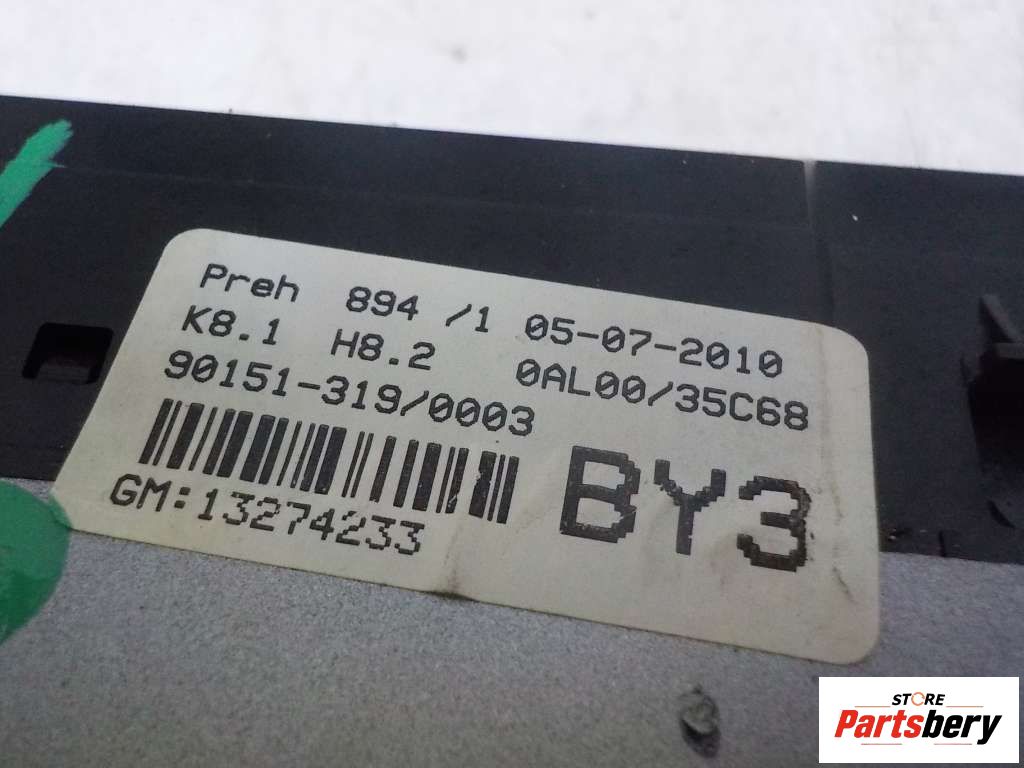 Preh 894 /1 05-07-2010
K8.1 H8.2 0AL00/35C68
90151-319/0003
BY3
GM:13274233
STORE
Partsbery